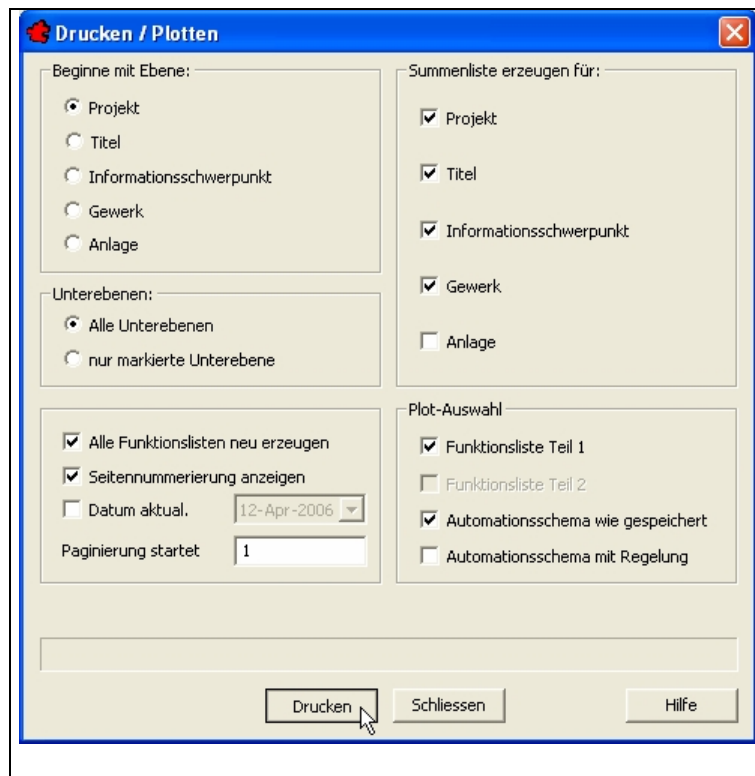 Drucken / Plotten
Beginne mit Ebene:
Projekt
Titel
Informationsschwerpunkt
Gewerk
Anlage
Unterebenen:
Alle Unterebenen
nur markierte Unterebene
Alle Funktionslisten neu erzeugen
Seitennummerierung anzeigen
Datum aktual. 12-Apr-2006
Paginierung startet 1
Summenliste erzeugen für:
Projekt
Titel
Informationsschwerpunkt
Gewerk
Anlage
Plot-Auswahl
Funktionsliste Teil 1
Funktionsliste Teil 2
Automationsschema wie gespeichert
Automationsschema mit Regelung
Drucken Schliessen Hilfe